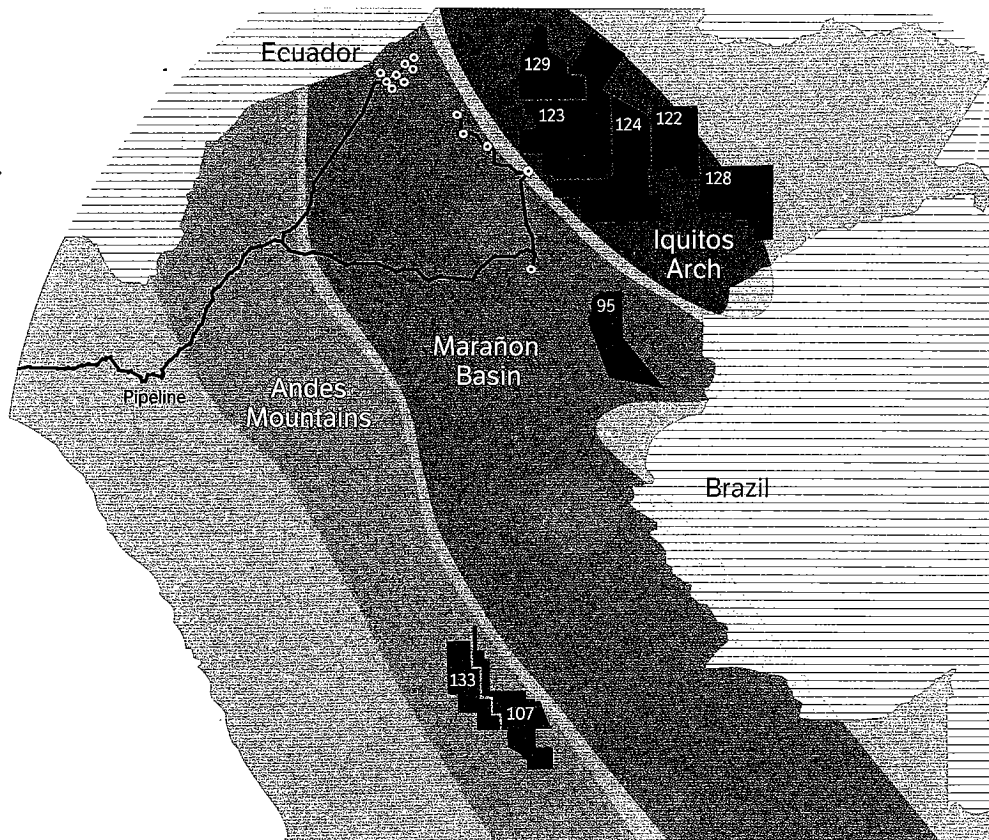 Ecuador
129
123
124
122
128
Iquitos
Arch
95
Marañon
Basin
Pipeline
Andes
Mountains
Brazil
133
107